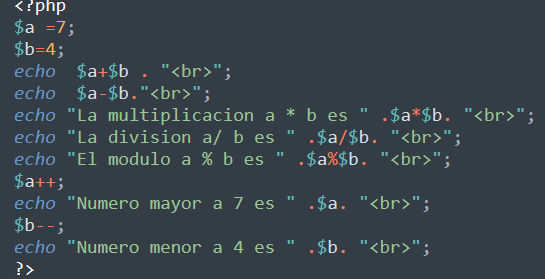 <?php
$a =7;
$b=4;
echo  $a+$b . "<br>";
echo  $a-$b."<br>";
echo "La multiplicacion a * b es " .$a*$b. "<br>";
echo "La division a/ b es " .$a/$b. "<br>";
echo "El modulo a % b es " .$a%$b. "<br>";
$a++;
echo "Numero mayor a 7 es " .$a. "<br>";
$b--;
echo "Numero menor a 4 es " .$b. "<br>";
?>